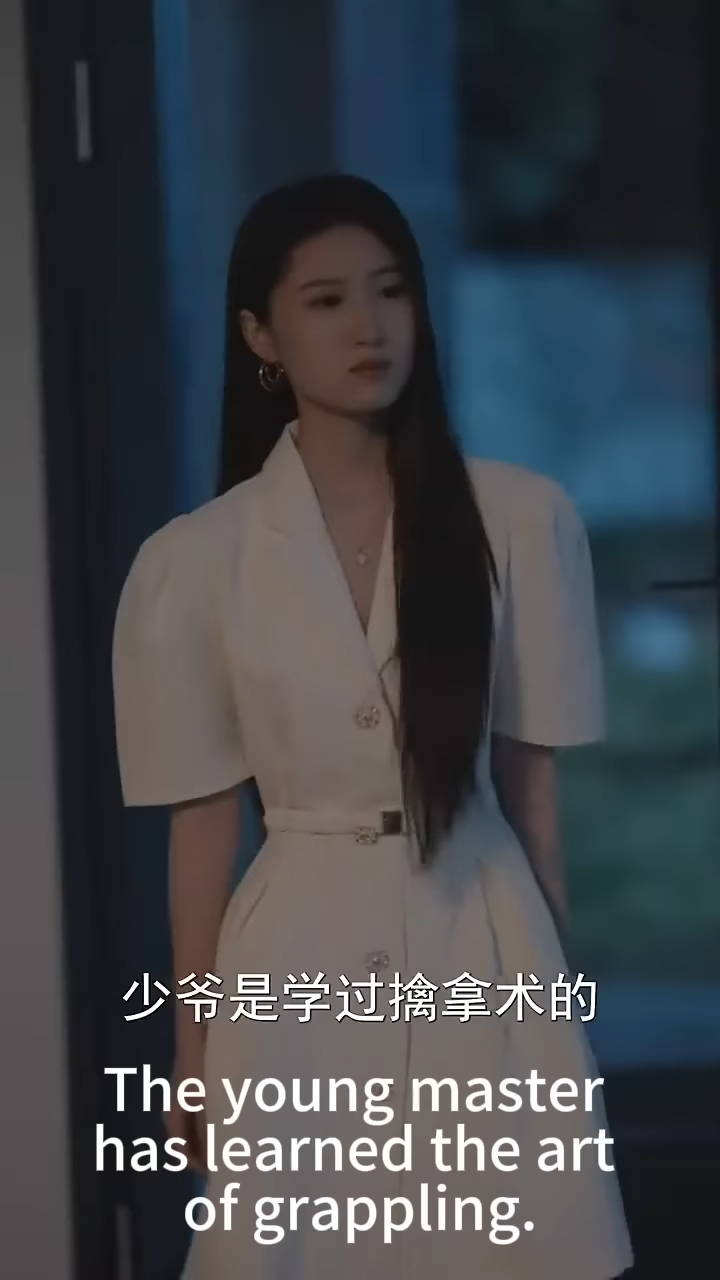 少爷是学过擒拿术的
The young master
has learned the art
of grappling.